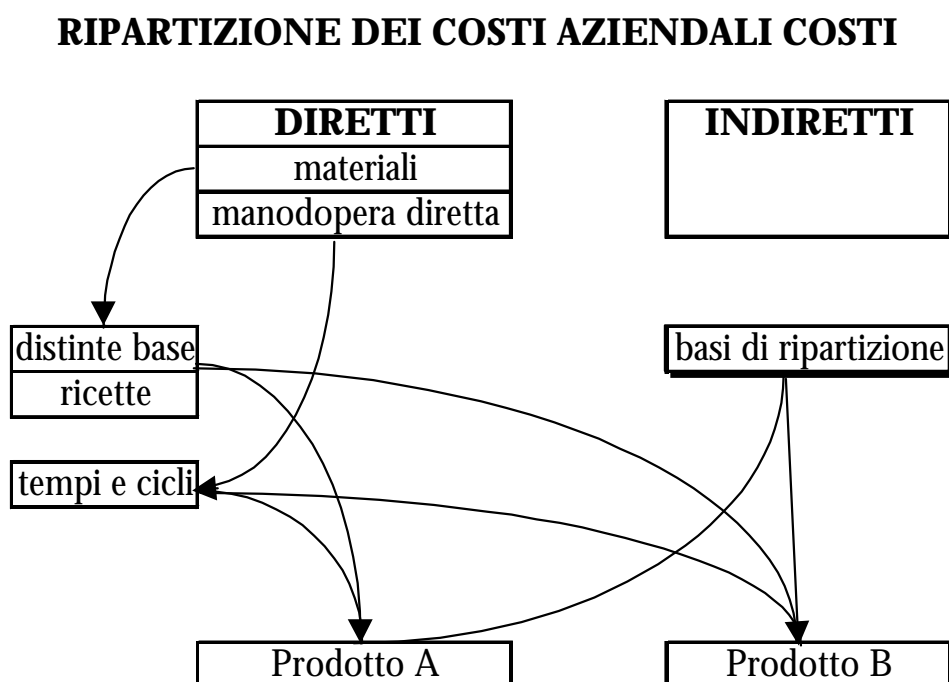 RIPARTIZIONE DEI COSTI AZIENDALI COSTI
DIRETTI
materiali
manodopera diretta
INDIRETTI
distinte base
ricette
basi di ripartizione
tempi e cicli
Prodotto A
Prodotto B